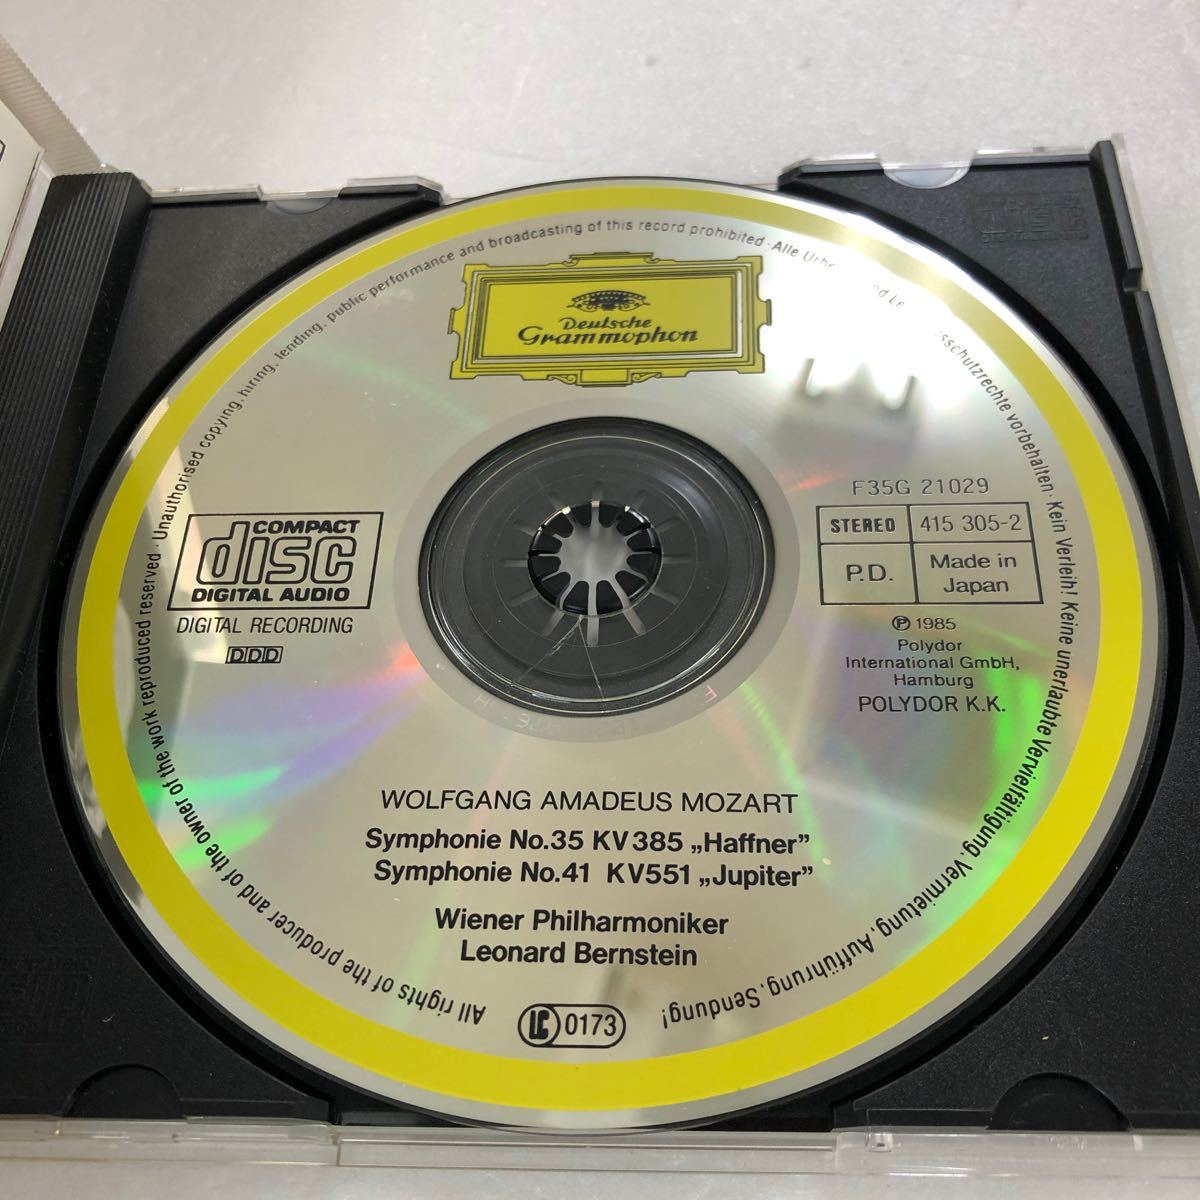 Deutsche
Grammophon
F35G 21029
STEREO
415 305-2
P.D.
Made in
Japan
℗ 1985
Polydor
International GmbH,
Hamburg
POLYDOR K.K.
COMPACT
disc
DIGITAL AUDIO
DIGITAL RECORDING
DDD
WOLFGANG AMADEUS MOZART
Symphonie No.35 KV 385 „Haffner”
Symphonie No.41 KV551 „Jupiter”
Wiener Philharmoniker
Leonard Bernstein
LC 0173
All rights of the producer and of the owner of the work reproduced reserved · Unauthorised copying, hiring, lending, public performance and broadcasting of this record prohibited · Alle vorbehalten · Kein Verleih! Keine unerlaubte Vervielfältigung, Vermietung, Aufführung, Sendung!